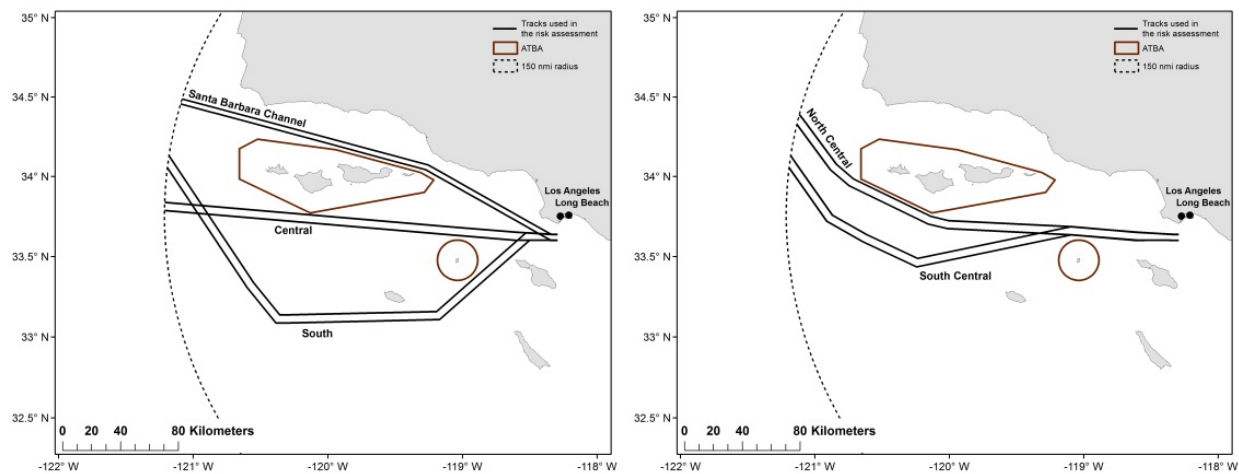 35° N
34.5° N
34° N
33.5° N
33° N
32.5° N
Tracks used in
the risk assessment
ATBA
150 nmi radius
Santa Barbara Channel
Los Angeles
Long Beach
Central
South
0 20 40 80 Kilometers
-122° W -121° W -120° W -119° W -118° W
35° N
34.5° N
34° N
33.5° N
33° N
32.5° N
Tracks used in
the risk assessment
ATBA
150 nmi radius
North Central
Los Angeles
Long Beach
South Central
0 20 40 80 Kilometers
-122° W -121° W -120° W -119° W -118° W